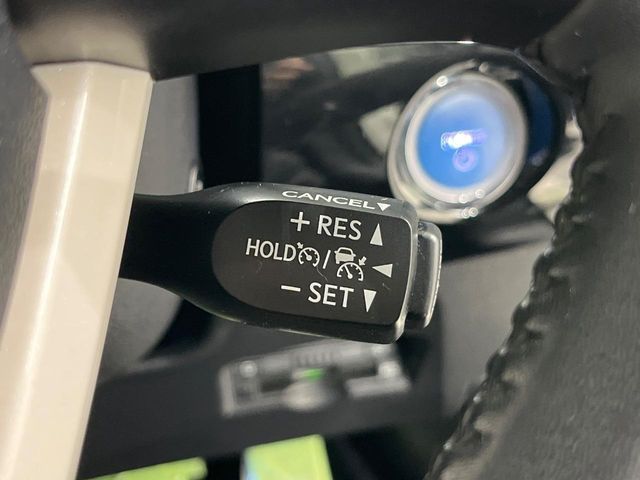 CANCEL▼
+ RES ▲
HOLD / ◀
− SET ▼